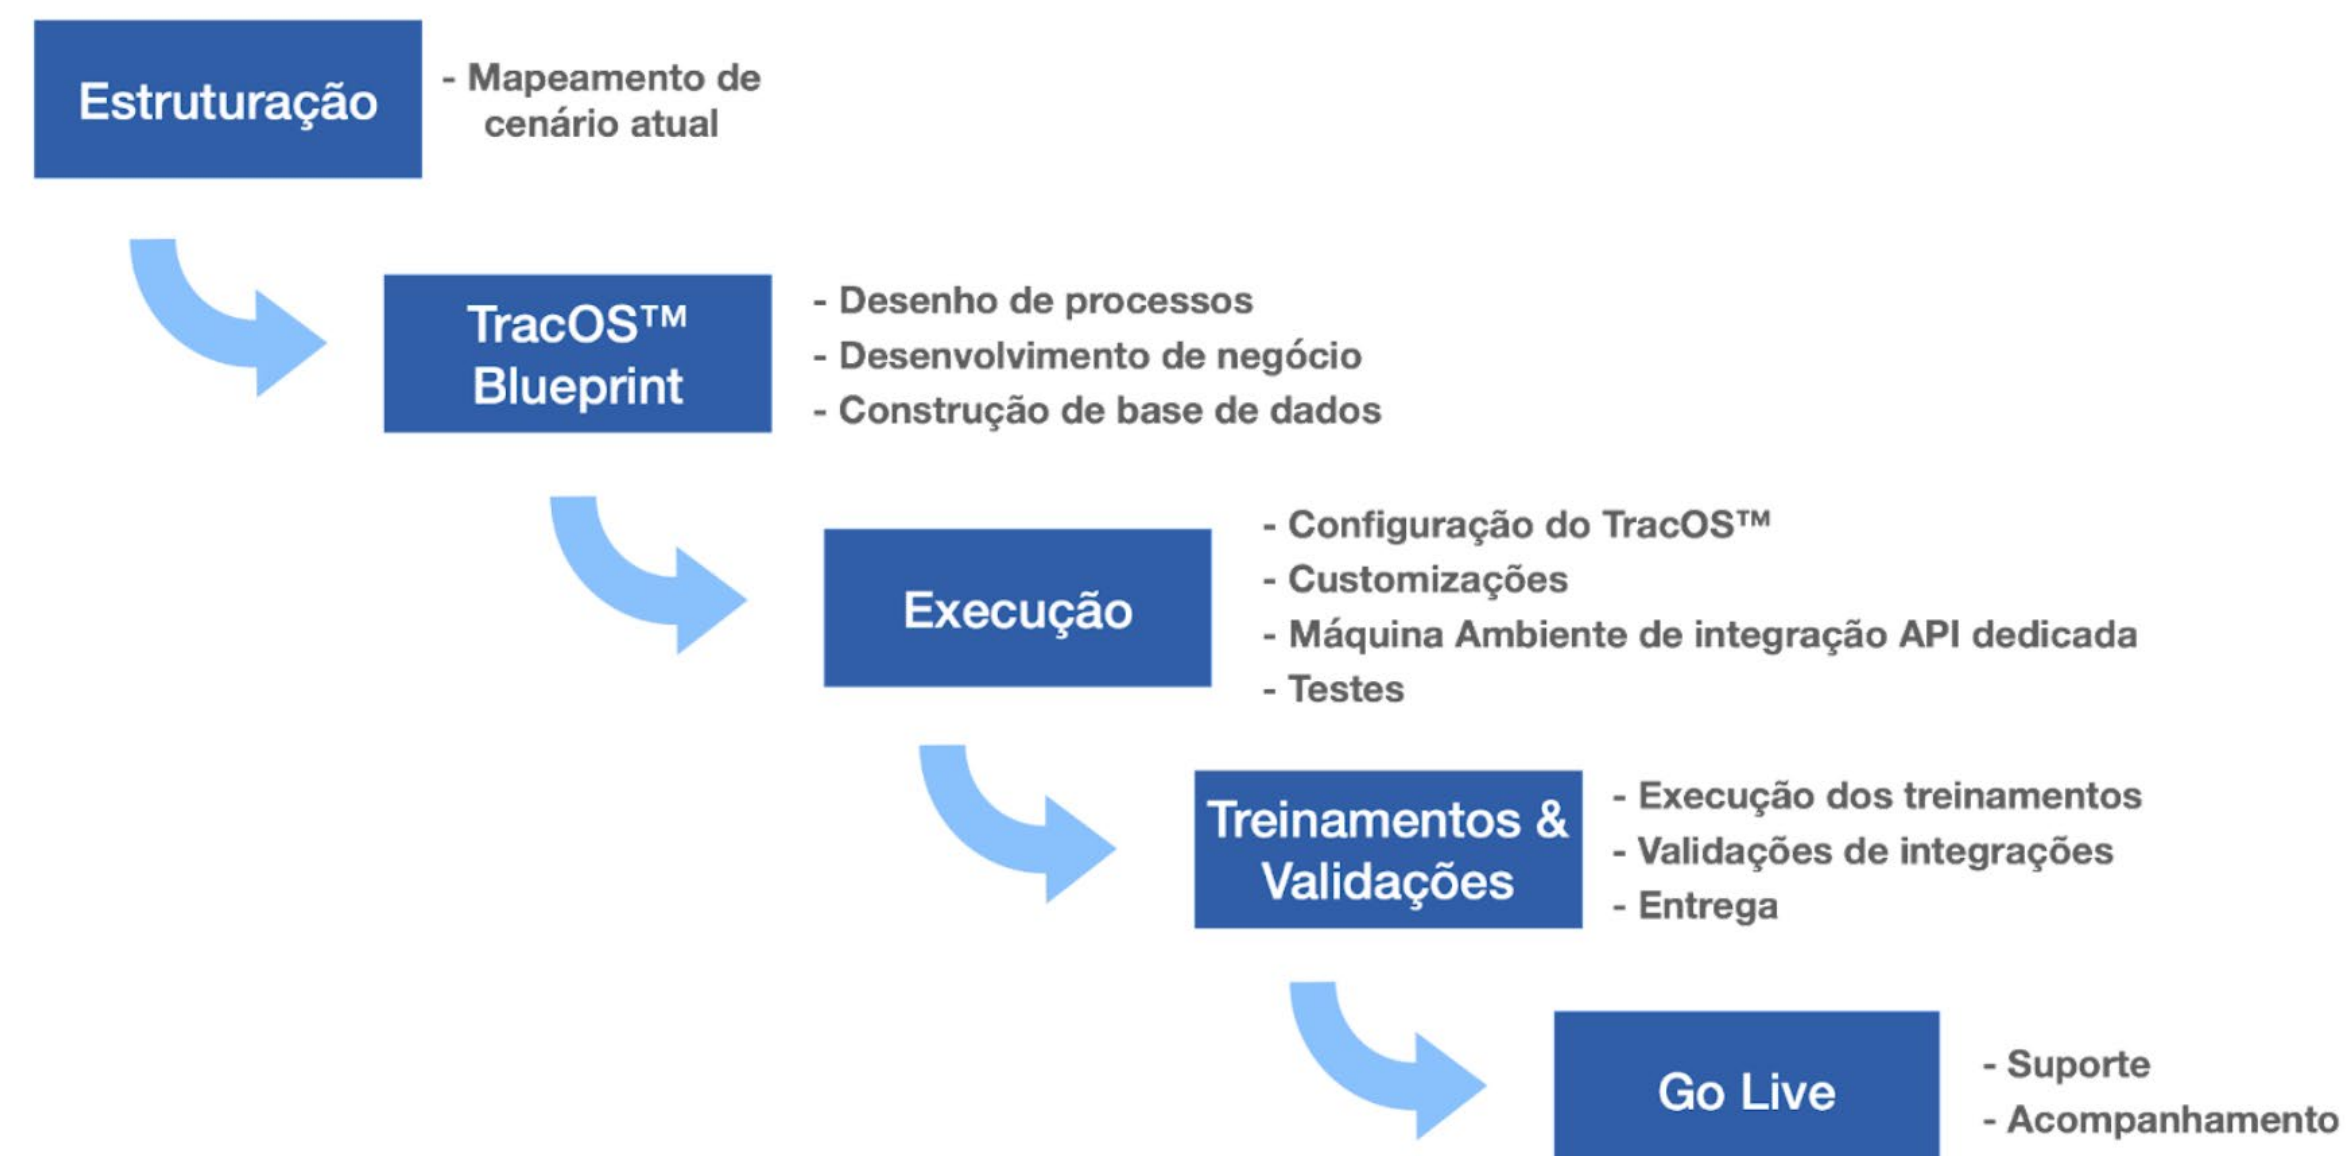 Estruturação
- Mapeamento de
cenário atual
TracOS™
Blueprint
- Desenho de processos
- Desenvolvimento de negócio
- Construção de base de dados
Execução
- Configuração do TracOS™
- Customizações
- Máquina Ambiente de integração API dedicada
- Testes
Treinamentos &
Validações
- Execução dos treinamentos
- Validações de integrações
- Entrega
Go Live
- Suporte
- Acompanhamento